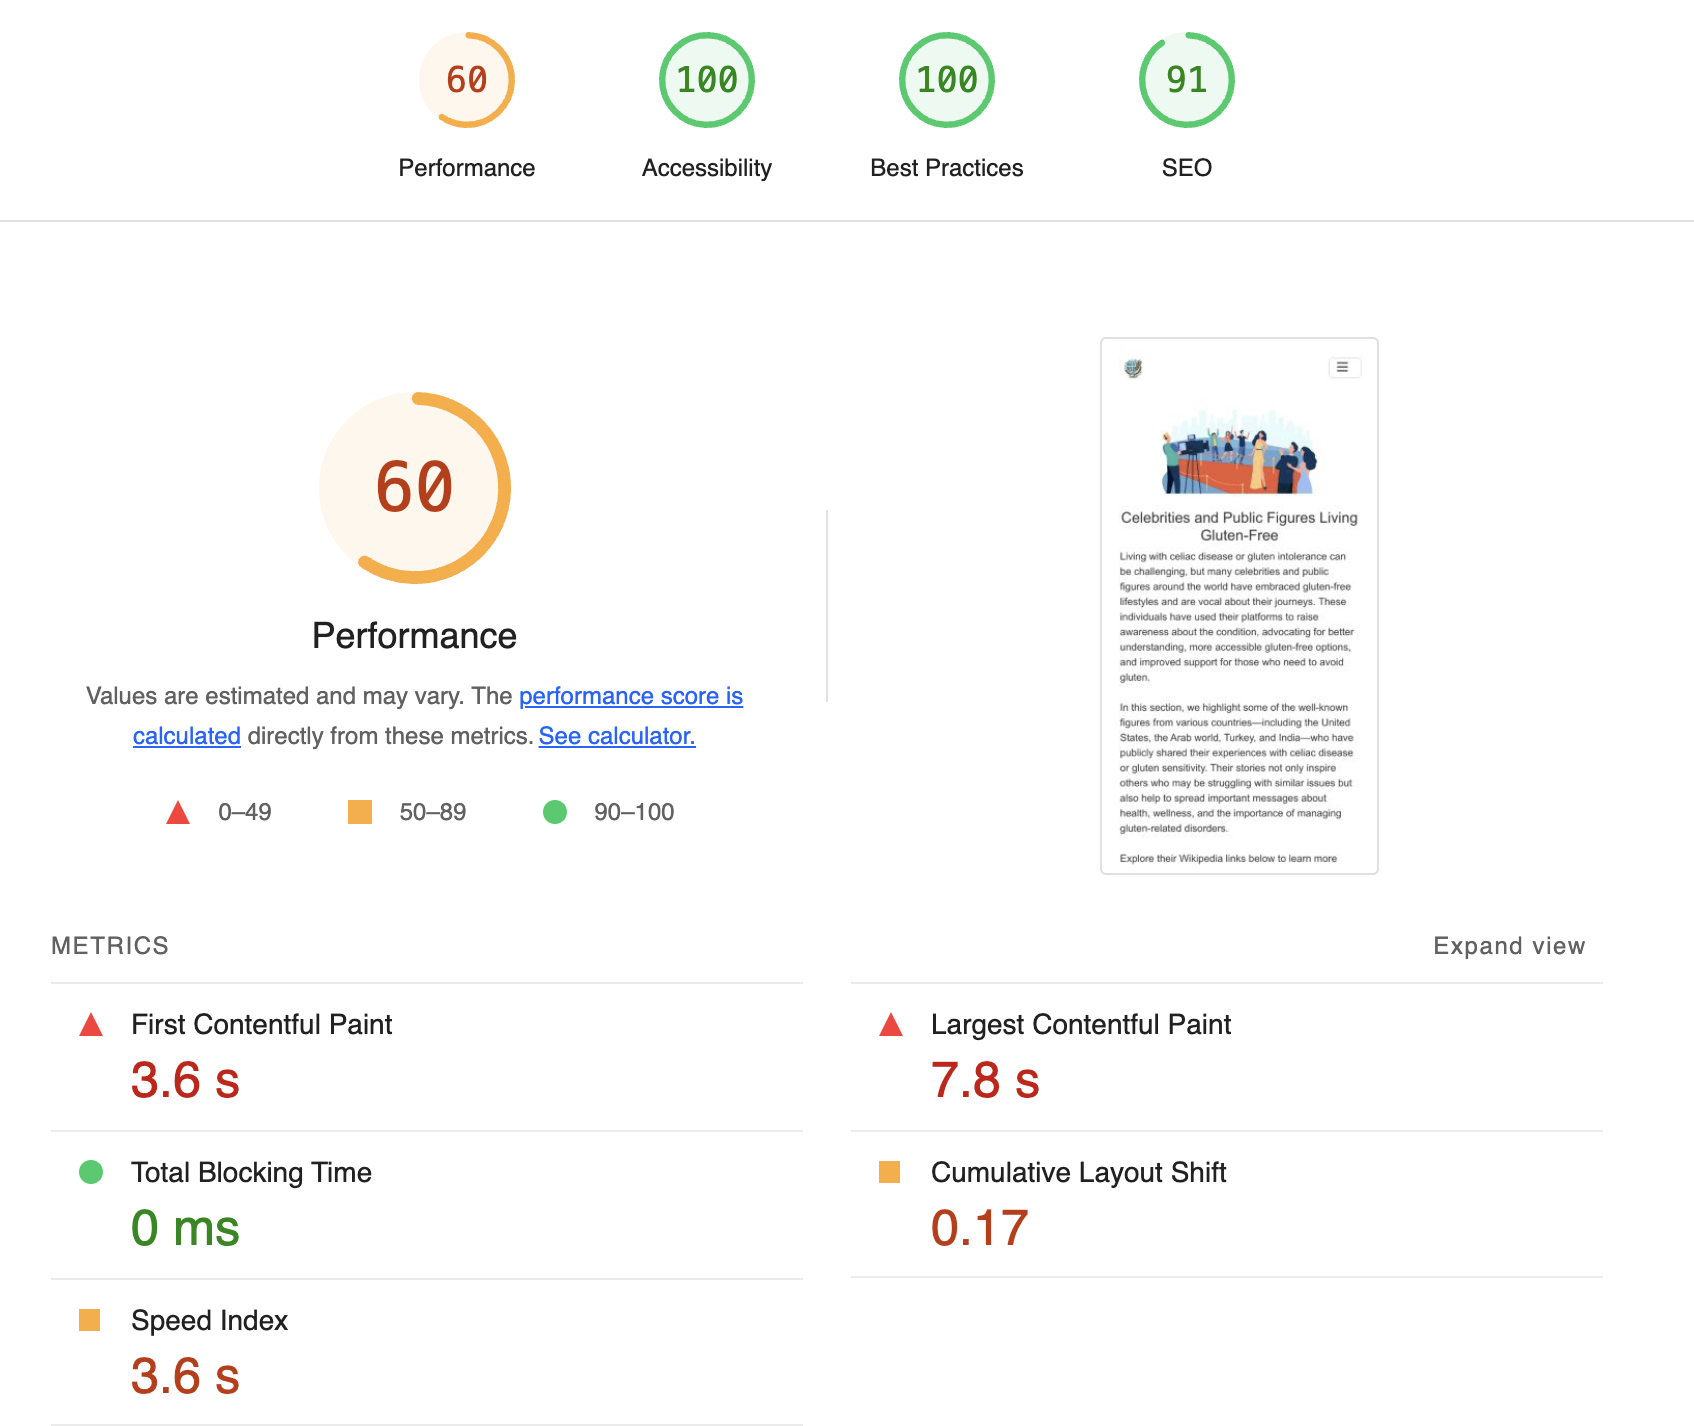 60
100
100
91
Performance
Accessibility
Best Practices
SEO
60
Performance
Values are estimated and may vary. The performance score is
calculated directly from these metrics. See calculator.
0–49
50–89
90–100
Celebrities and Public Figures Living
Gluten-Free
Living with celiac disease or gluten intolerance can
be challenging, but many celebrities and public
figures around the world have embraced gluten-free
lifestyles and are vocal about their journeys. These
individuals have used their platforms to raise
awareness about the condition, advocating for better
understanding, more accessible gluten-free options,
and improved support for those who need to avoid
gluten.
In this section, we highlight some of the well-known
figures from various countries—including the United
States, the Arab world, Turkey, and India—who have
publicly shared their experiences with celiac disease
or gluten sensitivity. Their stories not only inspire
others who may be struggling with similar issues but
also help to spread important messages about
health, wellness, and the importance of managing
gluten-related disorders.
Explore their Wikipedia links below to learn more
METRICS
Expand view
First Contentful Paint
3.6 s
Largest Contentful Paint
7.8 s
Total Blocking Time
0 ms
Cumulative Layout Shift
0.17
Speed Index
3.6 s